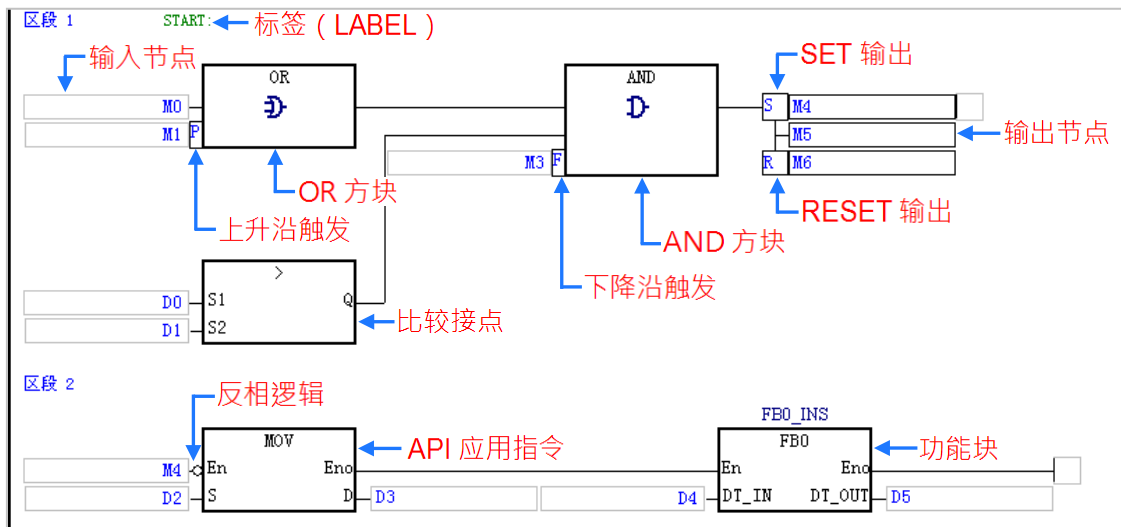 区段 1
START:
标签（LABEL）
输入节点
OR
AND
SET 输出
M0
S
M4
M1
P
M5
输出节点
M3
F
R
M6
OR 方块
RESET 输出
上升沿触发
AND 方块
>
下降沿触发
D0
S1
Q
比较接点
D1
S2
区段 2
反相逻辑
FB0_INS
MOV
API 应用指令
FB0
功能块
M4
En
Eno
En
Eno
D2
S
D
D3
D4
DT_IN
DT_OUT
D5